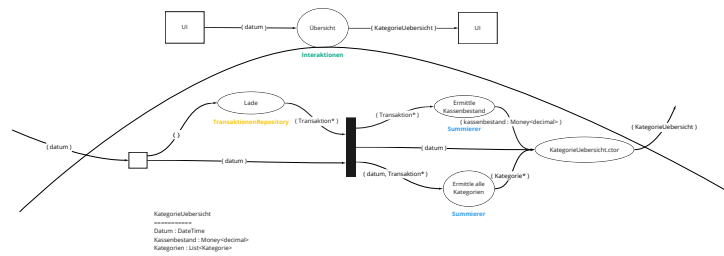 UI
( datum )
Übersicht
( KategorieUebersicht )
UI
Interaktionen
Lade
TransaktionenRepository
( Transaktion* )
( )
( datum )
( datum )
( Transaktion* )
Ermittle
Kassenbestand
( kassenbestand : Money<decimal> )
Summierer
( datum )
( datum, Transaktion* )
Ermittle alle
Kategorien
( Kategorie* )
Summierer
KategorieUebersicht.ctor
( KategorieUebersicht )
KategorieUebersicht
===========
Datum : DateTime
Kassenbestand : Money<decimal>
Kategorien : List<Kategorie>